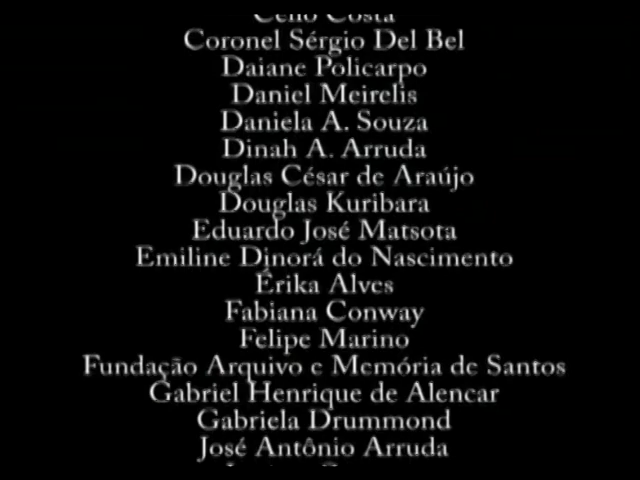 Costa
Coronel Sérgio Del Bel
Daiane Policarpo
Daniel Meirelis
Daniela A. Souza
Dinah A. Arruda
Douglas César de Araújo
Douglas Kuribara
Eduardo José Matsota
Emiline Dinorá do Nascimento
Érika Alves
Fabiana Conway
Felipe Marino
Fundação Arquivo e Memória de Santos
Gabriel Henrique de Alencar
Gabriela Drummond
José Antônio Arruda